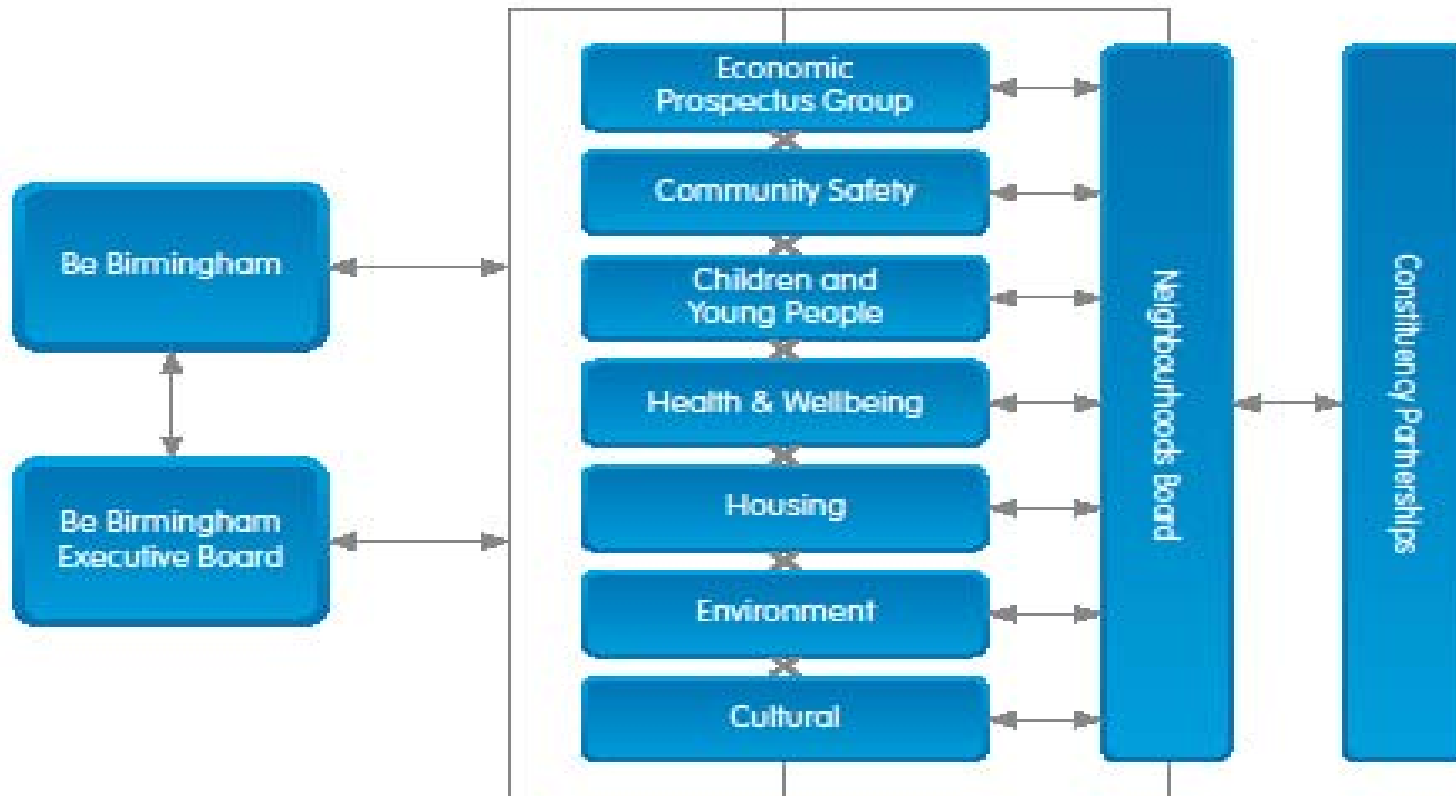 Be Birmingham
Be Birmingham
Executive Board
Economic
Prospectus Group
Community Safety
Children and
Young People
Health & Wellbeing
Housing
Environment
Cultural
Neighbourhoods Board
Constituency Partnerships